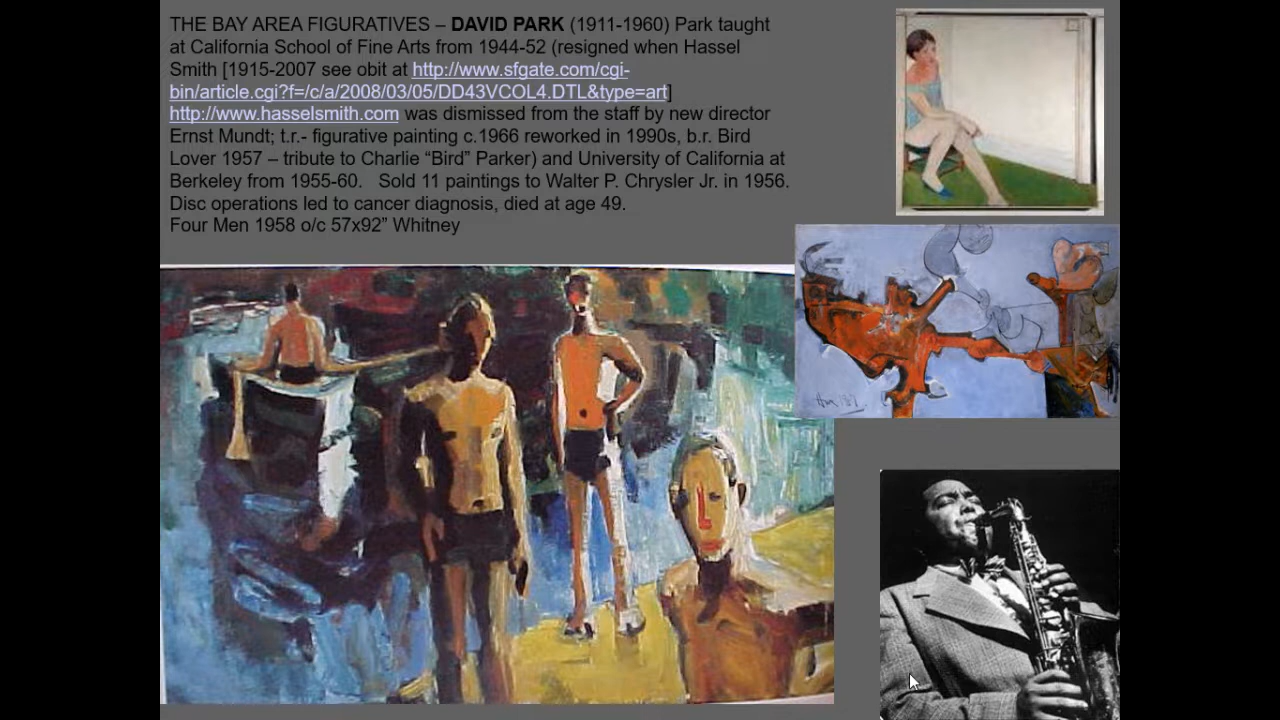 THE BAY AREA FIGURATIVES – DAVID PARK (1911-1960) Park taught
at California School of Fine Arts from 1944-52 (resigned when Hassel
Smith [1915-2007 see obit at http://www.sfgate.com/cgi-
bin/article.cgi?f=/c/a/2008/03/05/DD43VCOL4.DTL&type=art]
http://www.hasselsmith.com was dismissed from the staff by new director
Ernst Mundt; t.r.- figurative painting c.1966 reworked in 1990s, b.r. Bird
Lover 1957 – tribute to Charlie “Bird” Parker) and University of California at
Berkeley from 1955-60.   Sold 11 paintings to Walter P. Chrysler Jr. in 1956.
Disc operations led to cancer diagnosis, died at age 49.
Four Men 1958 o/c 57x92” Whitney